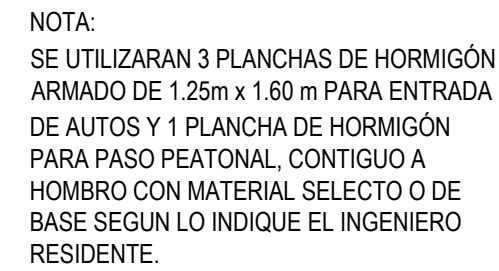 NOTA:
SE UTILIZARAN 3 PLANCHAS DE HORMIGÓN
ARMADO DE 1.25m x 1.60 m PARA ENTRADA
DE AUTOS Y 1 PLANCHA DE HORMIGÓN
PARA PASO PEATONAL, CONTIGUO A
HOMBRO CON MATERIAL SELECTO O DE
BASE SEGUN LO INDIQUE EL INGENIERO
RESIDENTE.